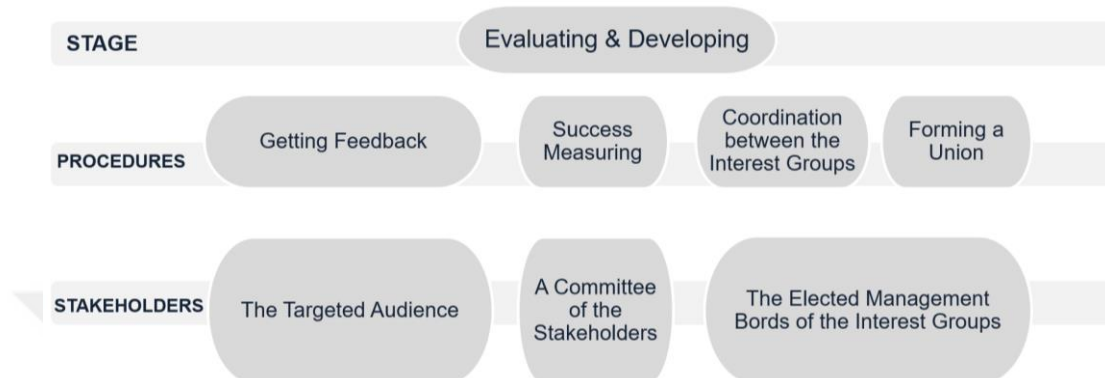 STAGE
Evaluating & Developing
PROCEDURES
Getting Feedback
Success
Measuring
Coordination
between the
Interest Groups
Forming a
Union
STAKEHOLDERS
The Targeted Audience
A Committee
of the
Stakeholders
The Elected Management
Bords of the Interest Groups